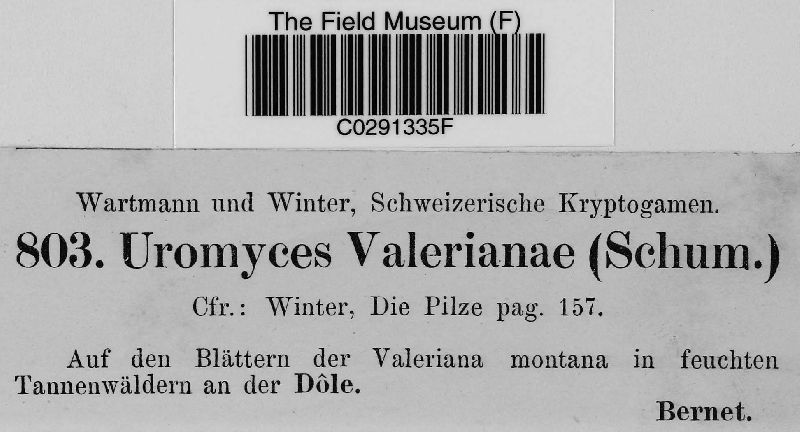 The Field Museum (F)
C0291335F
Wartmann und Winter, Schweizerische Kryptogamen.
803. Uromyces Valerianae (Schum.)
Cfr.: Winter, Die Pilze pag. 157.
Auf den Blättern der Valeriana montana in feuchten
Tannenwäldern an der Dôle.
Bernet.